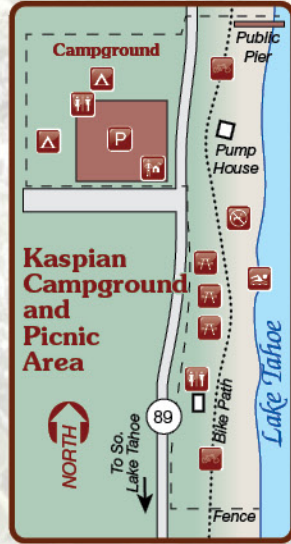 Campground
Public
Pier
P
Pump
House
Kaspian
Campground
and
Picnic
Area
NORTH
89
To So.
Lake Tahoe
Bike Path
Lake Tahoe
Fence